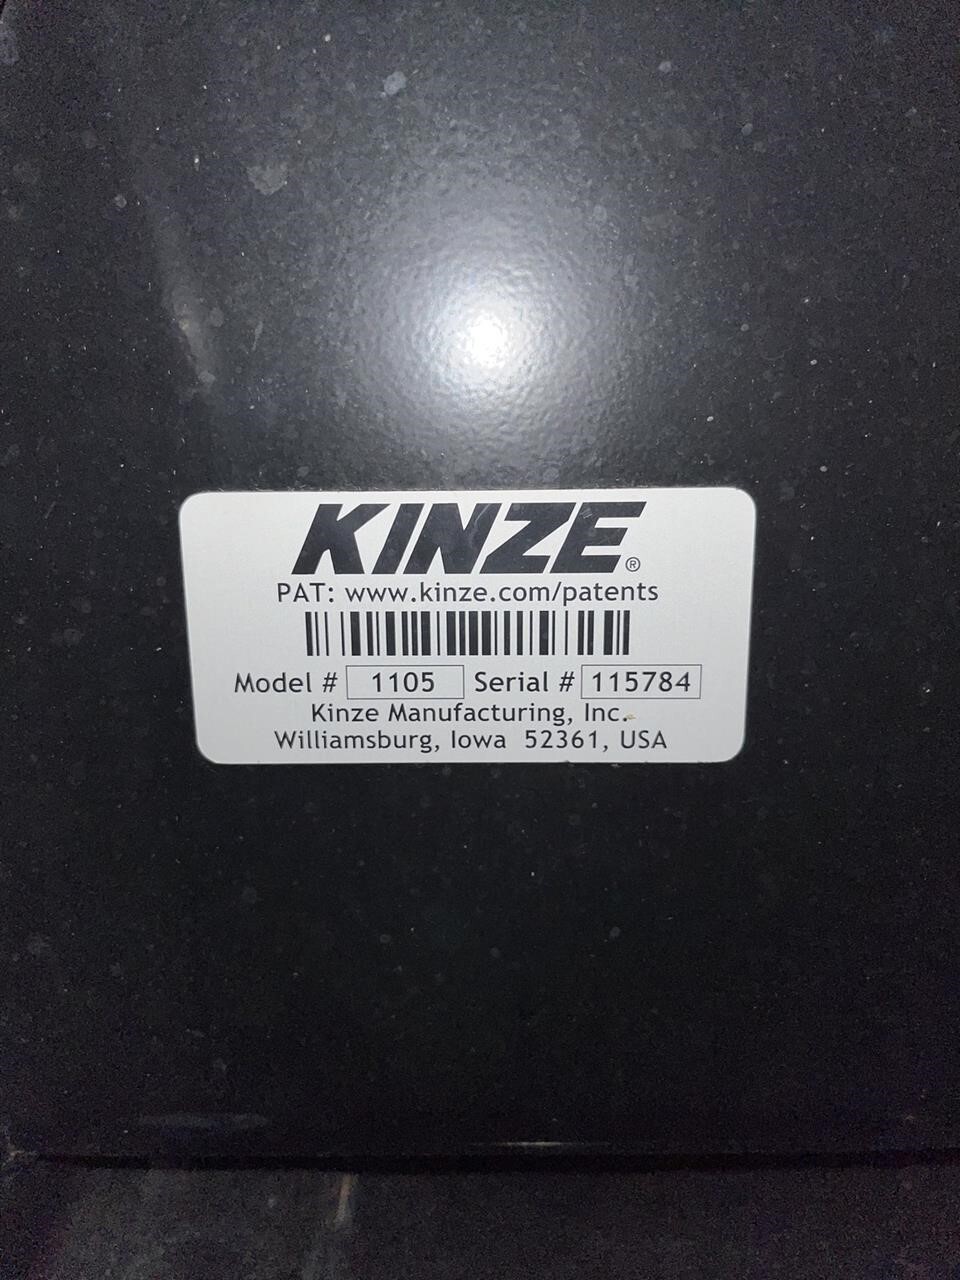 KINZE®
PAT: www.kinze.com/patents
Model # 1105 Serial # 115784
Kinze Manufacturing, Inc.
Williamsburg, Iowa 52361, USA